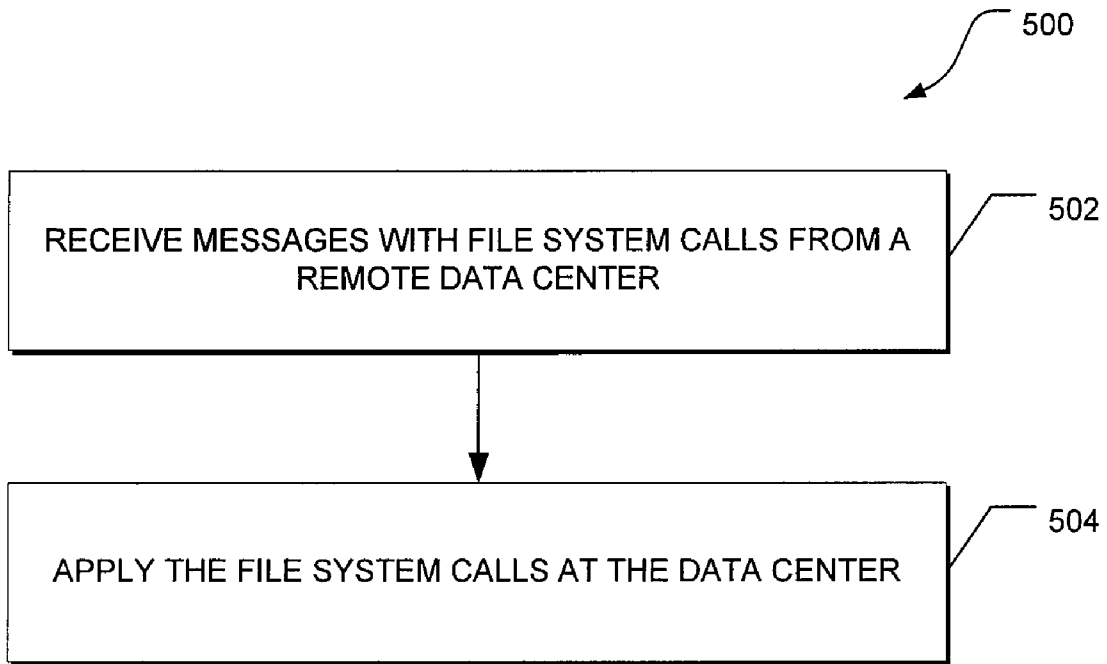 500
RECEIVE MESSAGES WITH FILE SYSTEM CALLS FROM A
REMOTE DATA CENTER
502
APPLY THE FILE SYSTEM CALLS AT THE DATA CENTER
504